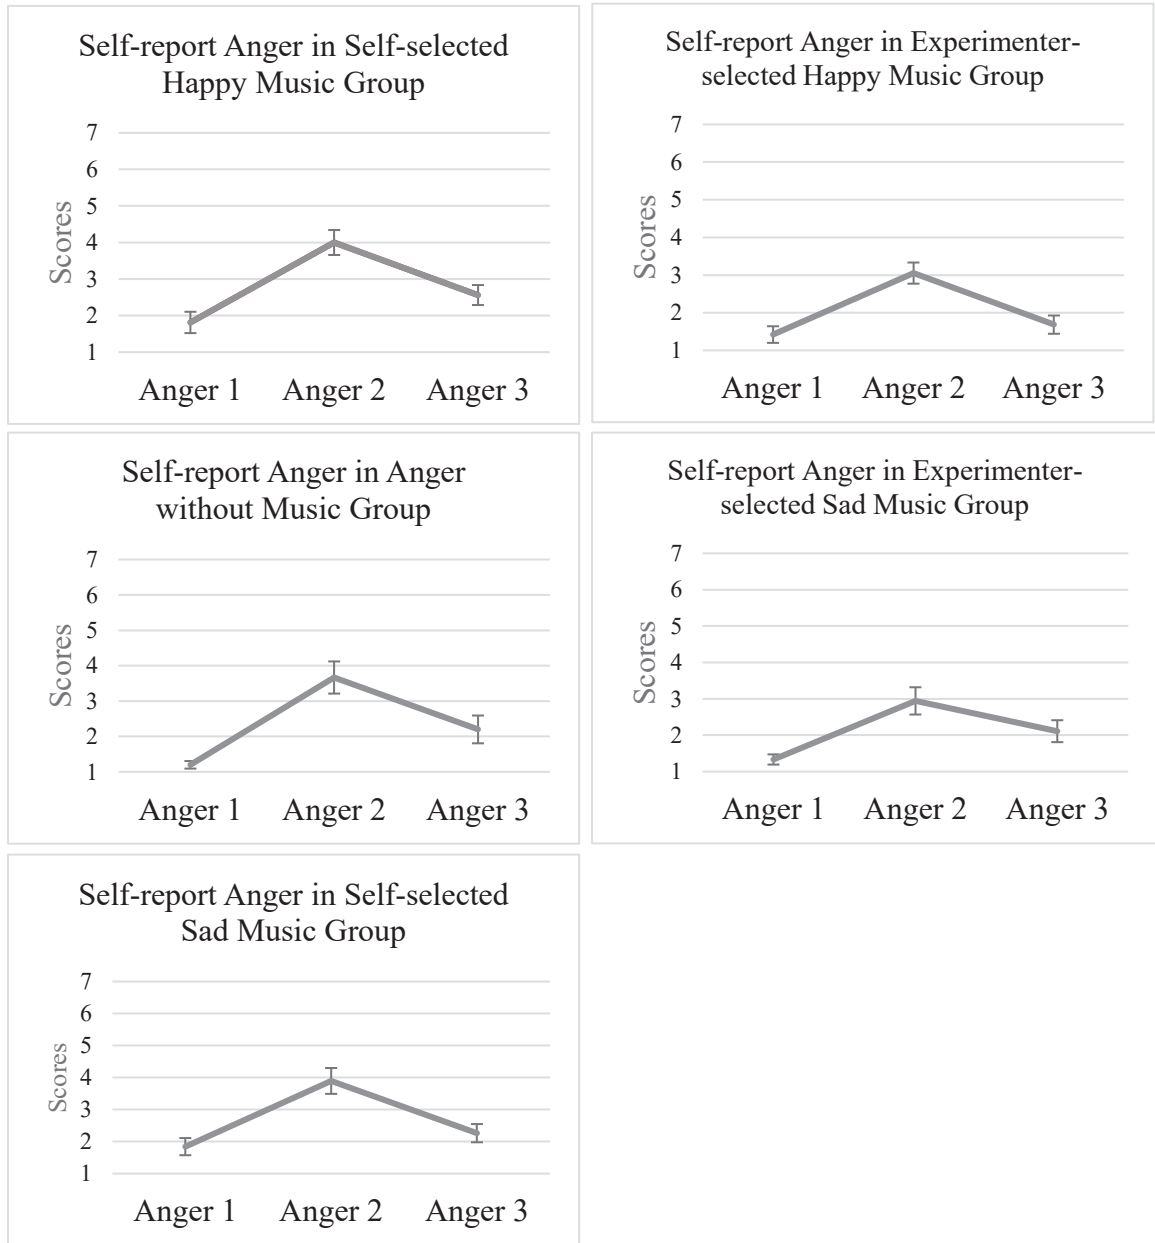 Self-report Anger in Self-selected
Happy Music Group
7
6
5
4
3
2
1
Scores
Anger 1 Anger 2 Anger 3
Self-report Anger in Experimenter-
selected Happy Music Group
7
6
5
4
3
2
1
Scores
Anger 1 Anger 2 Anger 3
Self-report Anger in Anger
without Music Group
7
6
5
4
3
2
1
Scores
Anger 1 Anger 2 Anger 3
Self-report Anger in Experimenter-
selected Sad Music Group
7
6
5
4
3
2
1
Scores
Anger 1 Anger 2 Anger 3
Self-report Anger in Self-selected
Sad Music Group
7
6
5
4
3
2
1
Scores
Anger 1 Anger 2 Anger 3